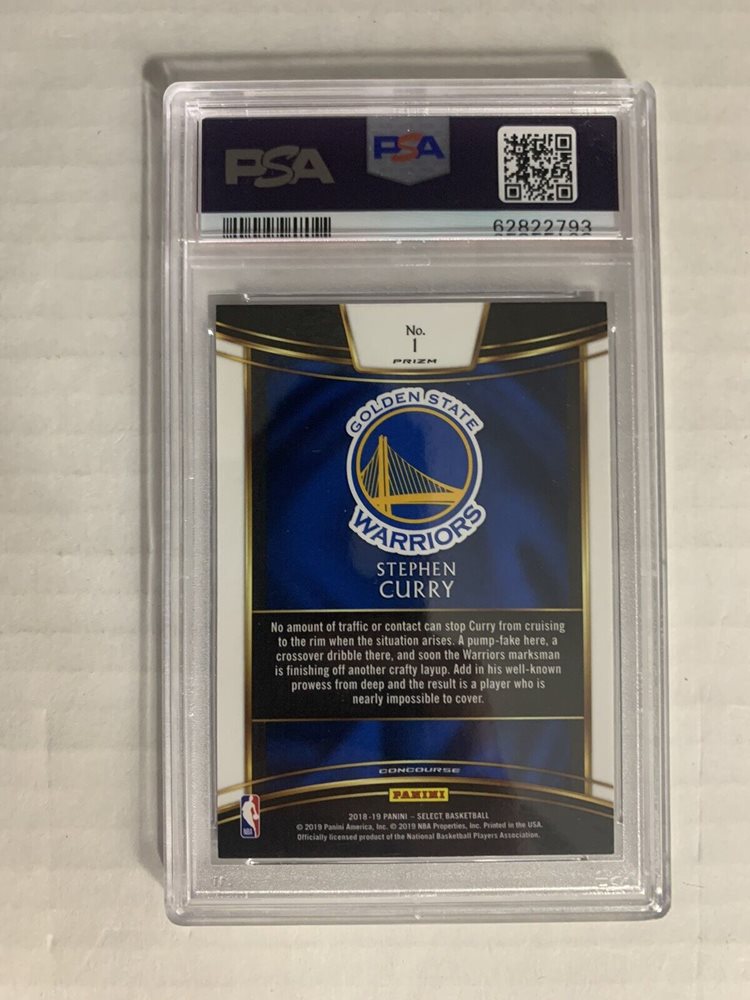 PSA
PSA
62822793
No.
1
PRIZM
GOLDEN STATE
WARRIORS
STEPHEN
CURRY
No amount of traffic or contact can stop Curry from cruising
to the rim when the situation arises. A pump-fake here, a
crossover dribble there, and soon the Warriors marksman
is finishing off another crafty layup. Add in his well-known
prowess from deep and the result is a player who is
nearly impossible to cover.
CONCOURSE
PANINI
NBA
2018-19 PANINI – SELECT BASKETBALL
© 2019 Panini America, Inc. © 2019 NBA Properties, Inc. Printed in the USA.
Officially licensed product of the National Basketball Players Association.